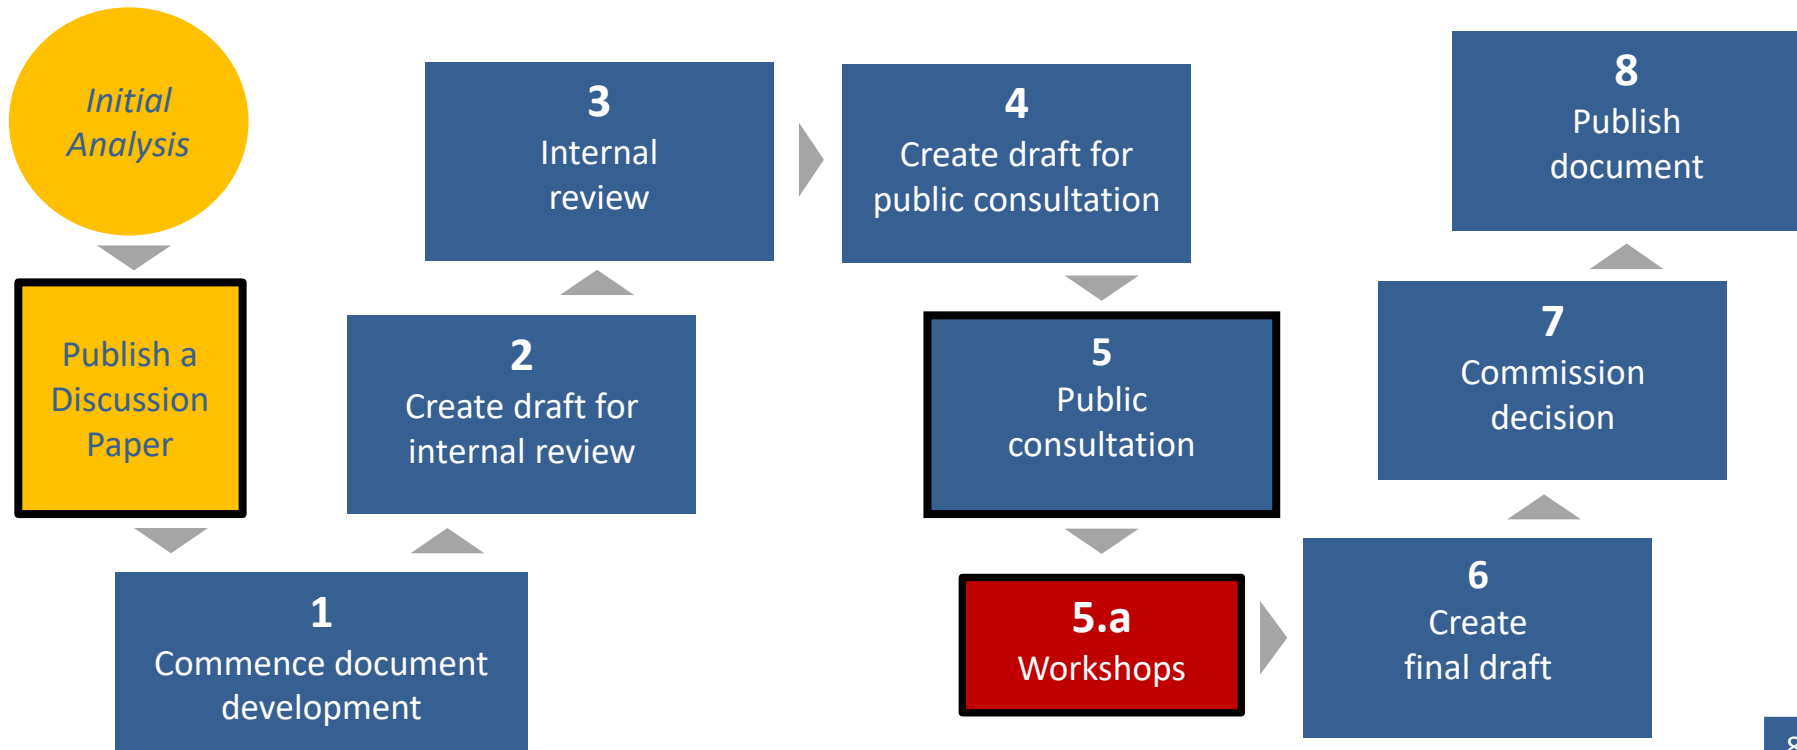 Initial
Analysis
Publish a
Discussion
Paper
1
Commence document
development
2
Create draft for
internal review
3
Internal
review
4
Create draft for
public consultation
5
Public
consultation
5.a
Workshops
6
Create
final draft
7
Commission
decision
8
Publish
document